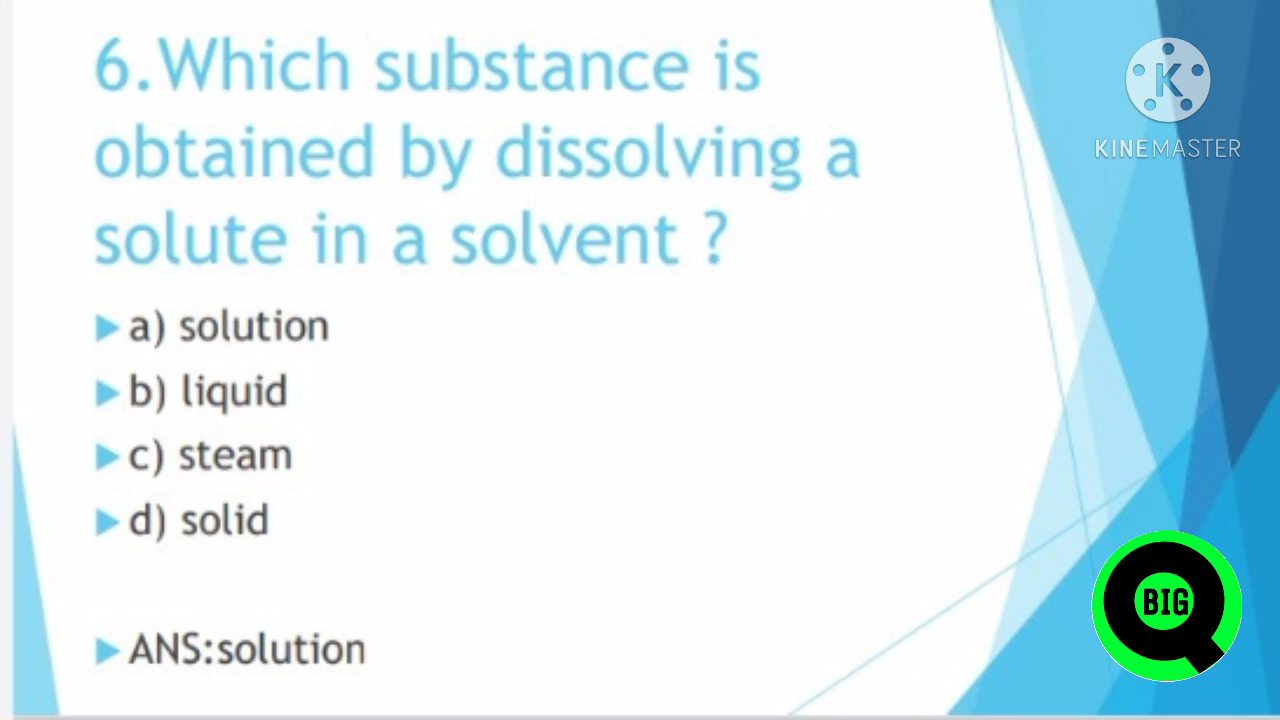 6.Which substance is
obtained by dissolving a
solute in a solvent ?
a) solution
b) liquid
c) steam
d) solid
ANS:solution
K
KINEMASTER
BIG